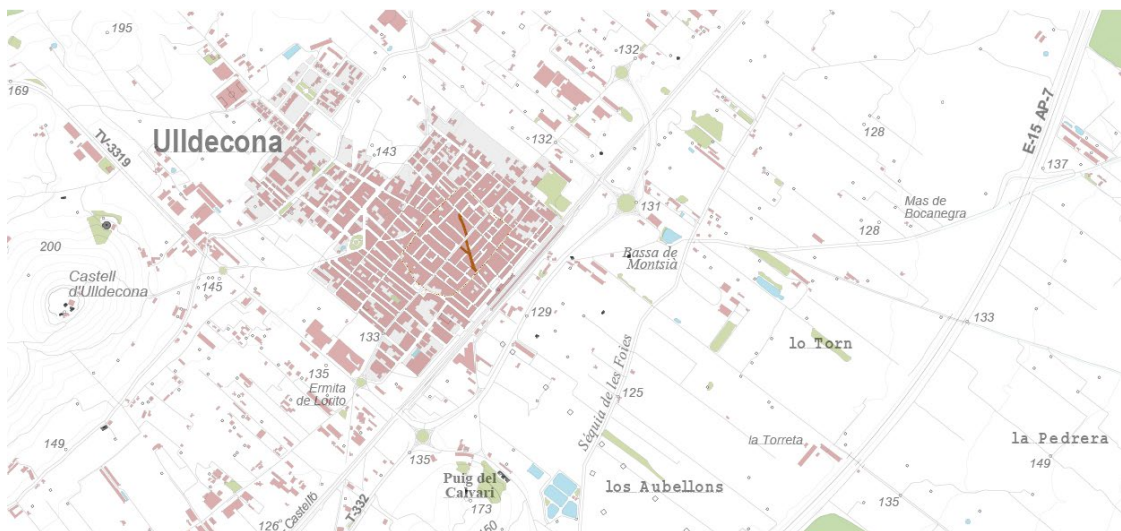 195
132
169
TV-3319
Ulldecona
143
132
128
E-15 AP-7
137
Mas de
Bocanegra
131
128
200
Castell
d'Ulldecona
145
Bassa de
Montsià
129
133
133
lo Torn
135
Ermita
de Loreto
Séquia de les Foies
125
la Torreta
la Pedrera
149
149
135
Puig del
Calvari
173
150
los Aubellons
135
126
Castelló
T-332